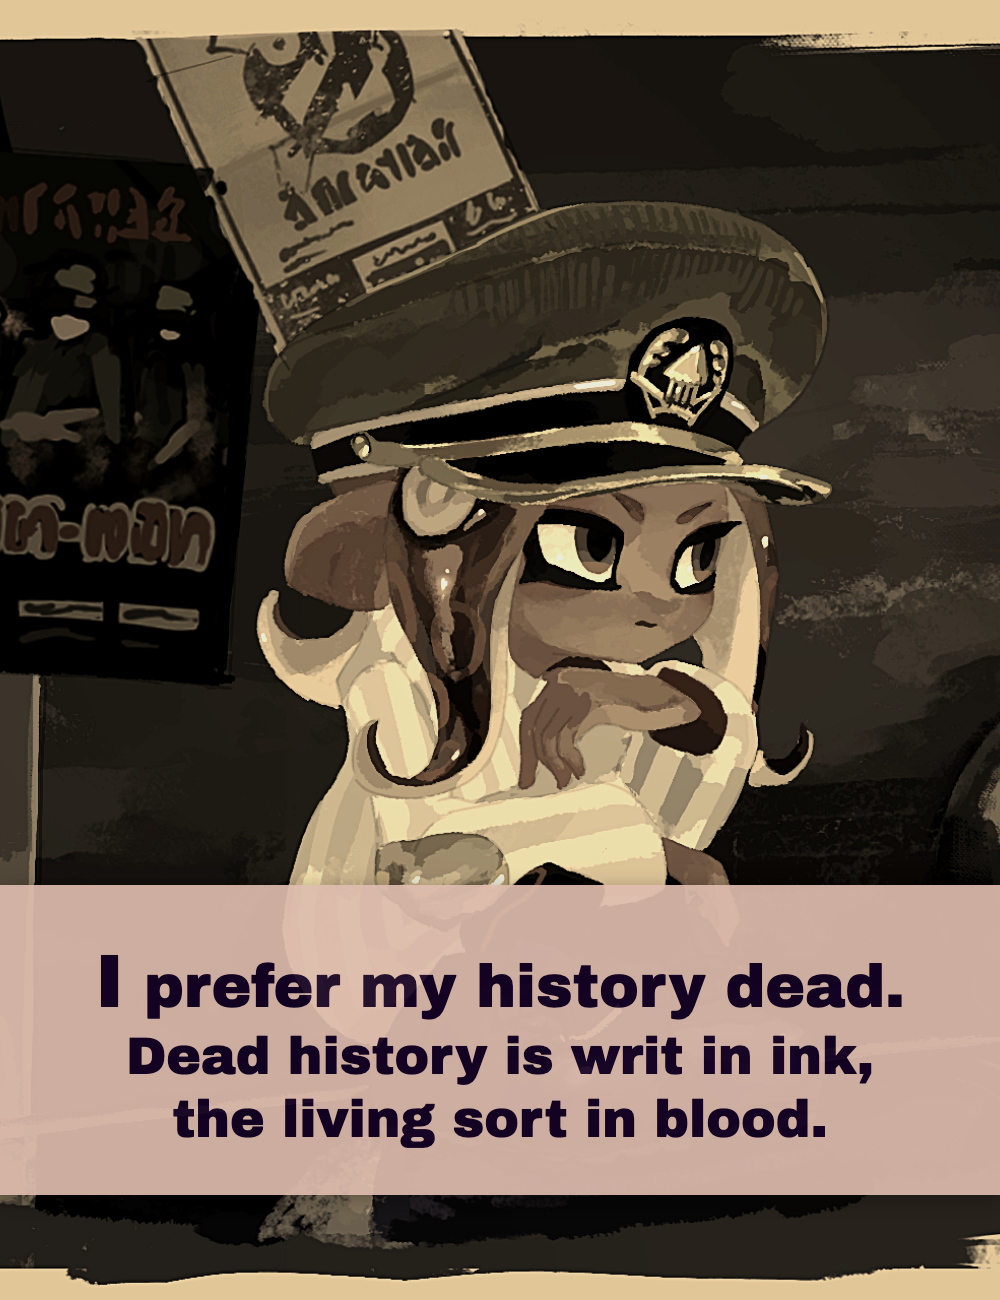 I prefer my history dead.
Dead history is writ in ink,
the living sort in blood.